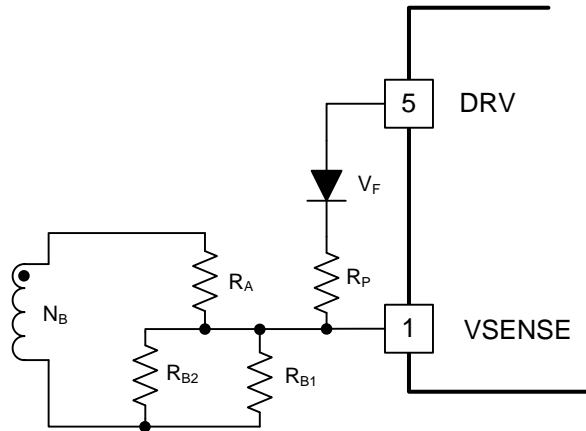 5 DRV
V_F
R_A
R_P
N_B
1 VSENSE
R_B2
R_B1